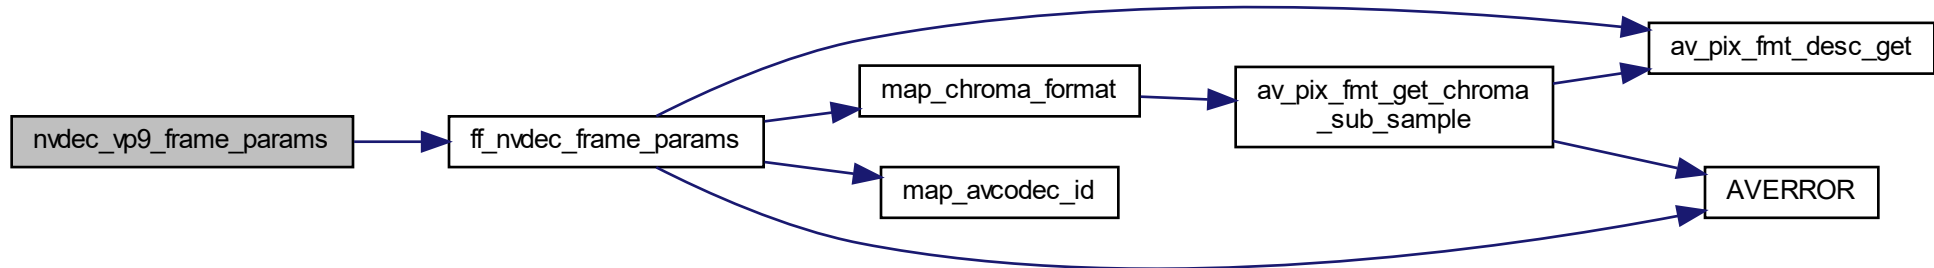 nvdec_vp9_frame_params
ff_nvdec_frame_params
map_chroma_format
map_avcodec_id
av_pix_fmt_get_chroma
_sub_sample
av_pix_fmt_desc_get
AVERROR